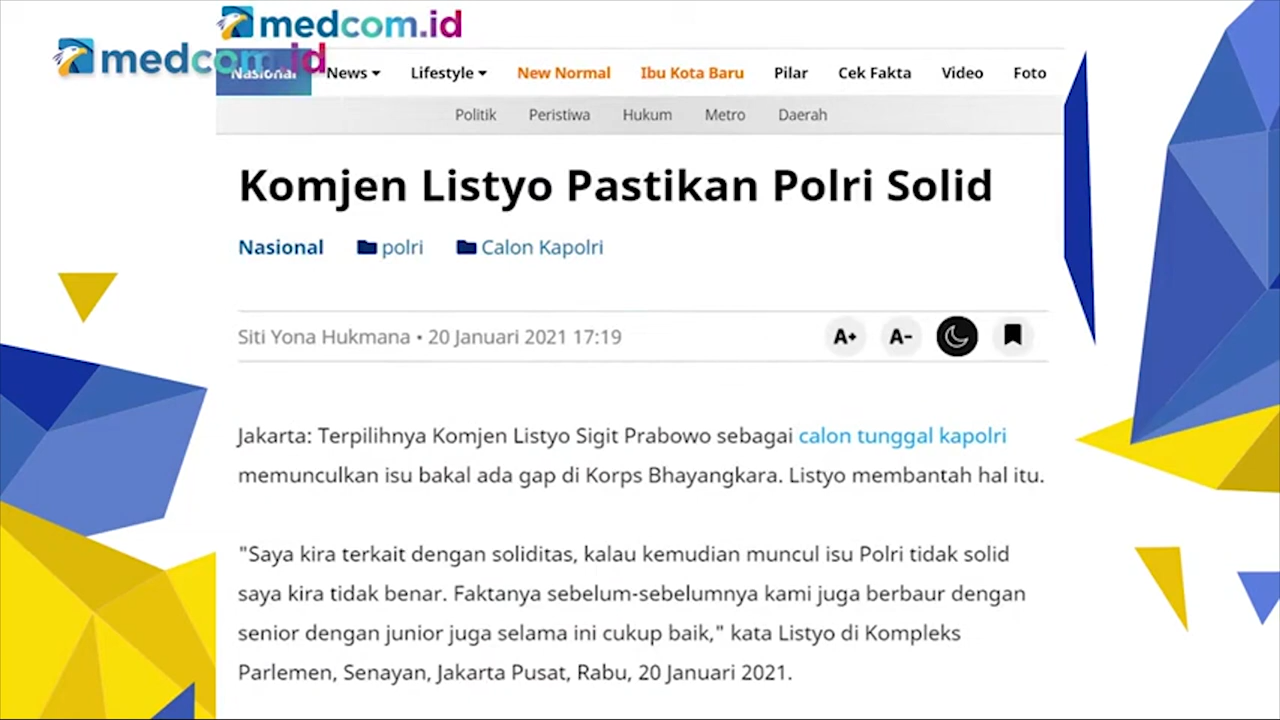 medcom.id
medcom.id
Nasional News Lifestyle New Normal Ibu Kota Baru Pilar Cek Fakta Video Foto
Politik Peristiwa Hukum Metro Daerah
Komjen Listyo Pastikan Polri Solid
Nasional polri Calon Kapolri
Siti Yona Hukmana • 20 Januari 2021 17:19 A+ A-
Jakarta: Terpilihnya Komjen Listyo Sigit Prabowo sebagai calon tunggal kapolri
memunculkan isu bakal ada gap di Korps Bhayangkara. Listyo membantah hal itu.
"Saya kira terkait dengan soliditas, kalau kemudian muncul isu Polri tidak solid
saya kira tidak benar. Faktanya sebelum-sebelumnya kami juga berbaur dengan
senior dengan junior juga selama ini cukup baik," kata Listyo di Kompleks
Parlemen, Senayan, Jakarta Pusat, Rabu, 20 Januari 2021.